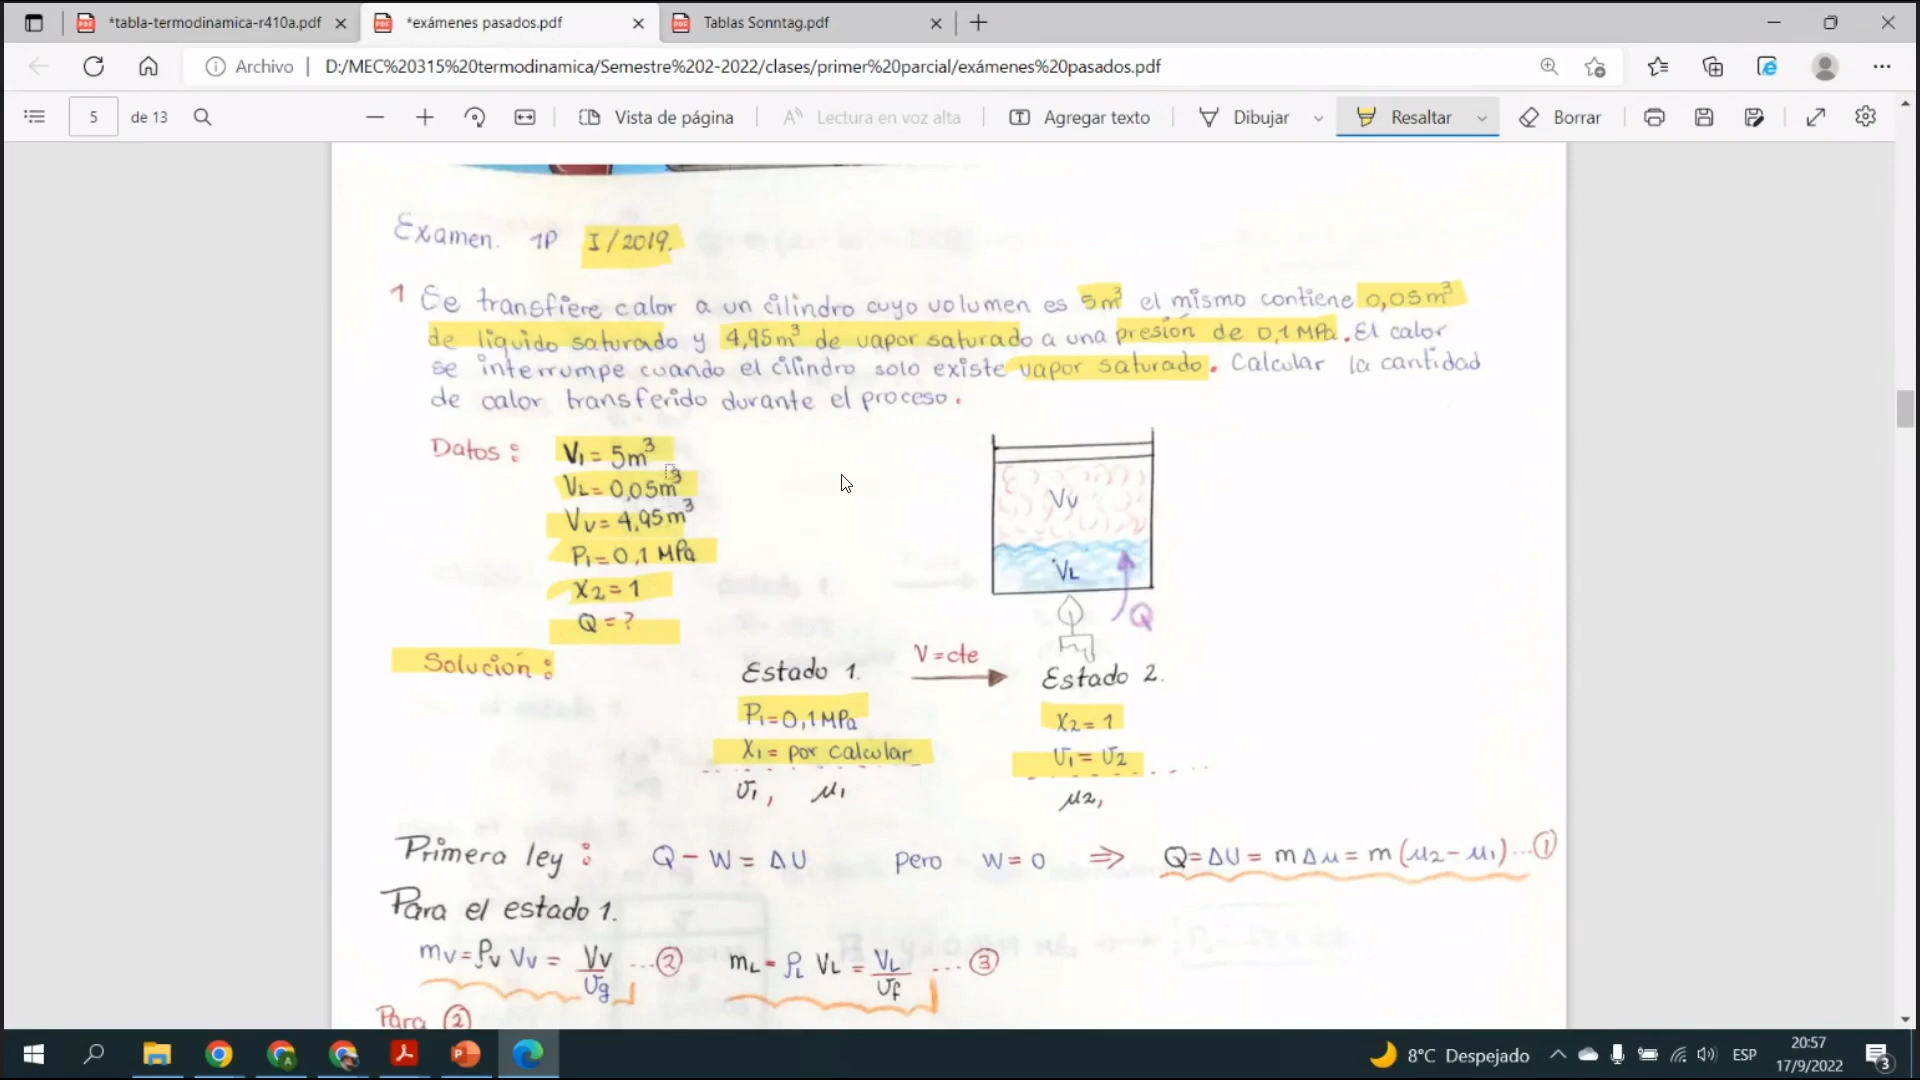 *tabla-termodinamica-r410a.pdf
*exámenes pasados.pdf
Tablas Sonntag.pdf
Archivo
D:/MEC%20315%20termodinamica/Semestre%202-2022/clases/primer%20parcial/exámenes%20pasados.pdf
5 de 13
Vista de página
Lectura en voz alta
Agregar texto
Dibujar
Resaltar
Borrar
Examen. 1P I/2019.
1 Se transfiere calor a un cilindro cuyo volumen es 5m³ el mismo contiene 0,05m³
de líquido saturado y 4,95m³ de vapor saturado a una presión de 0,1 MPa. El calor
se interrumpe cuando el cilindro solo existe vapor saturado. Calcular la cantidad
de calor transferido durante el proceso.
Datos:
V₁ = 5m³
VL = 0,05m³
Vv = 4,95m³
P₁ = 0,1 MPa
X₂ = 1
Q = ?
Vv
VL
Q
Solución:
Estado 1.
V = cte
Estado 2.
P₁ = 0,1 MPa
X₂ = 1
X₁ = por calcular
υ₁ = υ₂
υ₁, μ₁
μ₂,
Primera ley: Q - W = ΔU pero W = 0 ⇒ Q = ΔU = mΔμ = m(μ₂ - μ₁) ...①
Para el estado 1.
mv = ρv Vv = Vv/υg ...② mL = ρL VL = VL/υf ...③
Para ②
8°C Despejado
ESP
20:57
17/9/2022
3